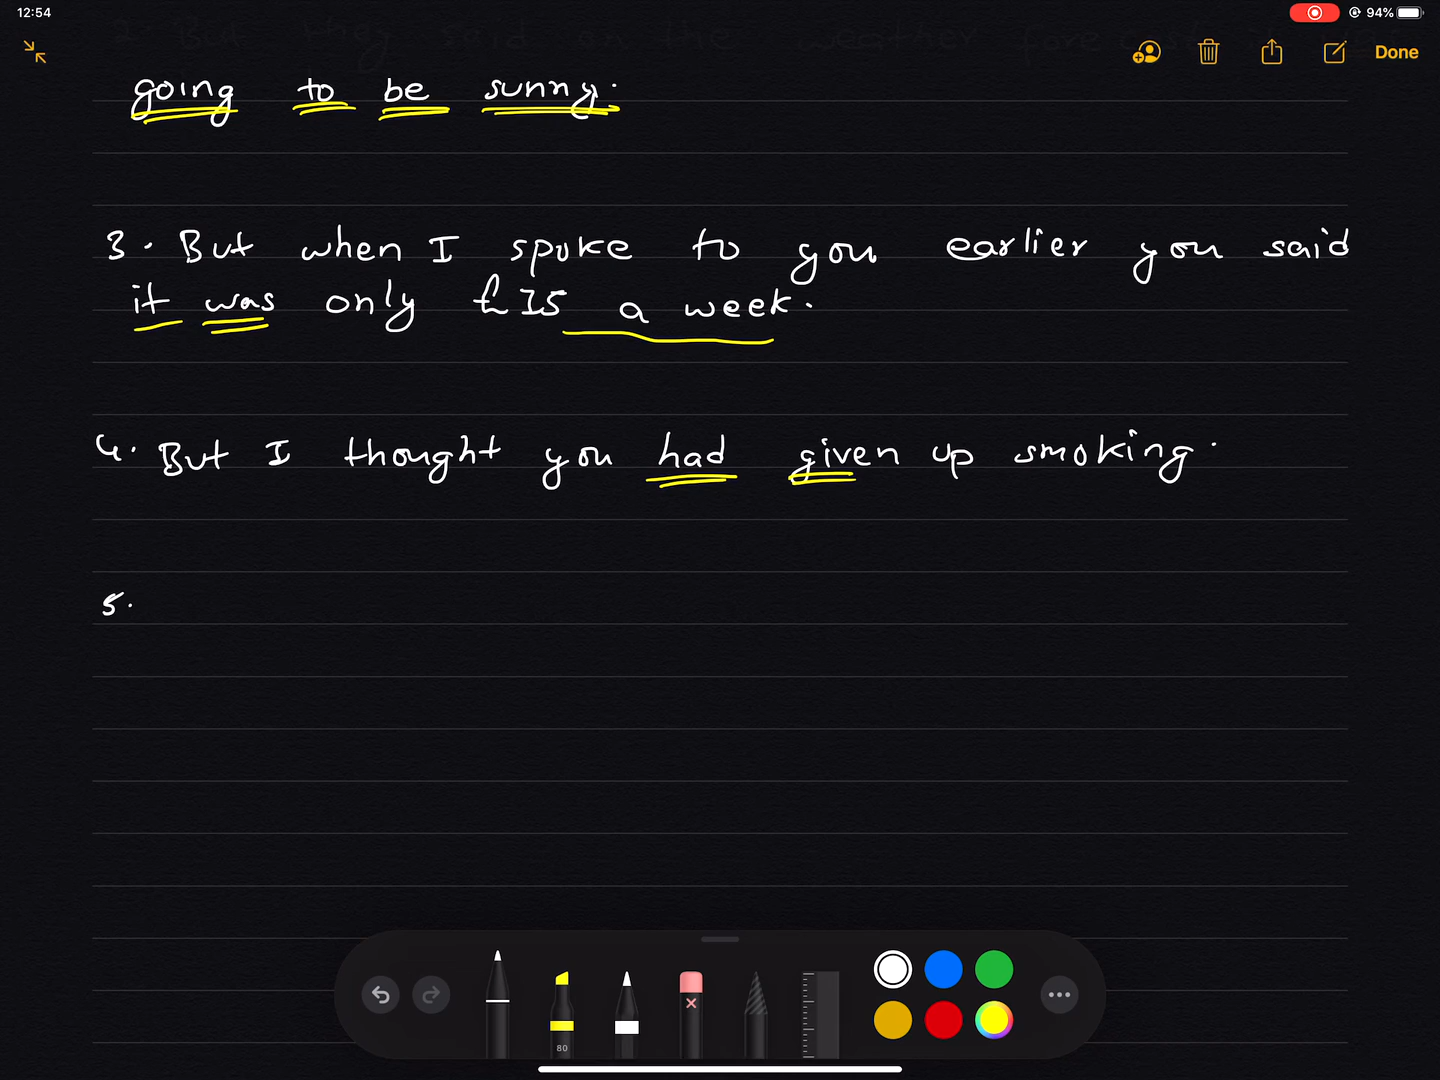 12:54
94%
Done
going to be sunny.
3. But when I spoke to you earlier you said
it was only £15 a week.
4. But I thought you had given up smoking.
5.
80